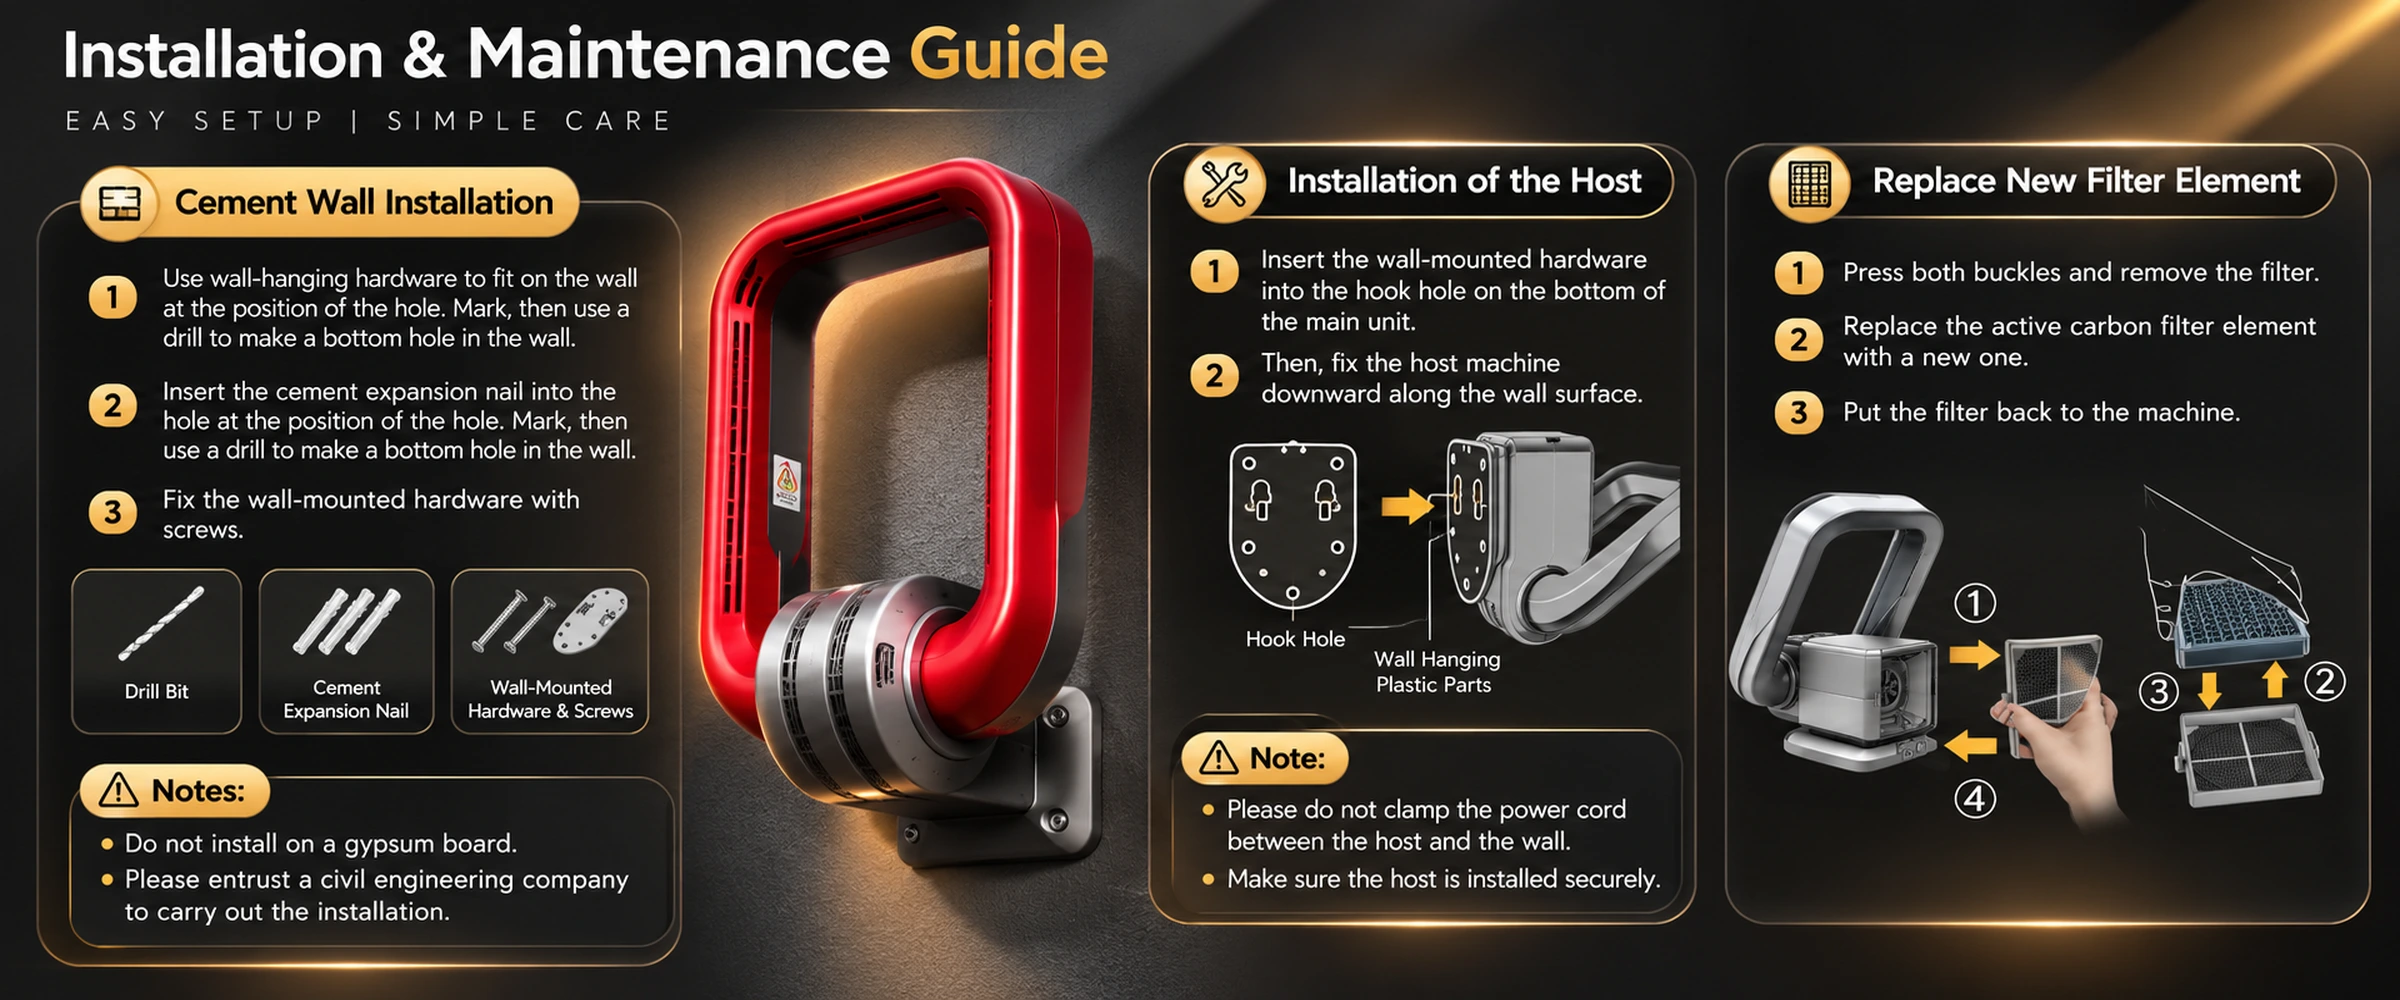 Installation & Maintenance Guide
EASY SETUP | SIMPLE CARE
Cement Wall Installation
1
Use wall-hanging hardware to fit on the wall
at the position of the hole. Mark, then use a
drill to make a bottom hole in the wall.
2
Insert the cement expansion nail into the
hole at the position of the hole. Mark, then
use a drill to make a bottom hole in the wall.
3
Fix the wall-mounted hardware with
screws.
Drill Bit
Cement
Expansion Nail
Wall-Mounted
Hardware & Screws
Notes:
• Do not install on a gypsum board.
• Please entrust a civil engineering company
to carry out the installation.
Installation of the Host
1
Insert the wall-mounted hardware
into the hook hole on the bottom of
the main unit.
2
Then, fix the host machine
downward along the wall surface.
Hook Hole
Wall Hanging
Plastic Parts
Note:
• Please do not clamp the power cord
between the host and the wall.
• Make sure the host is installed securely.
Replace New Filter Element
1
Press both buckles and remove the filter.
2
Replace the active carbon filter element
with a new one.
3
Put the filter back to the machine.
①
②
③
④